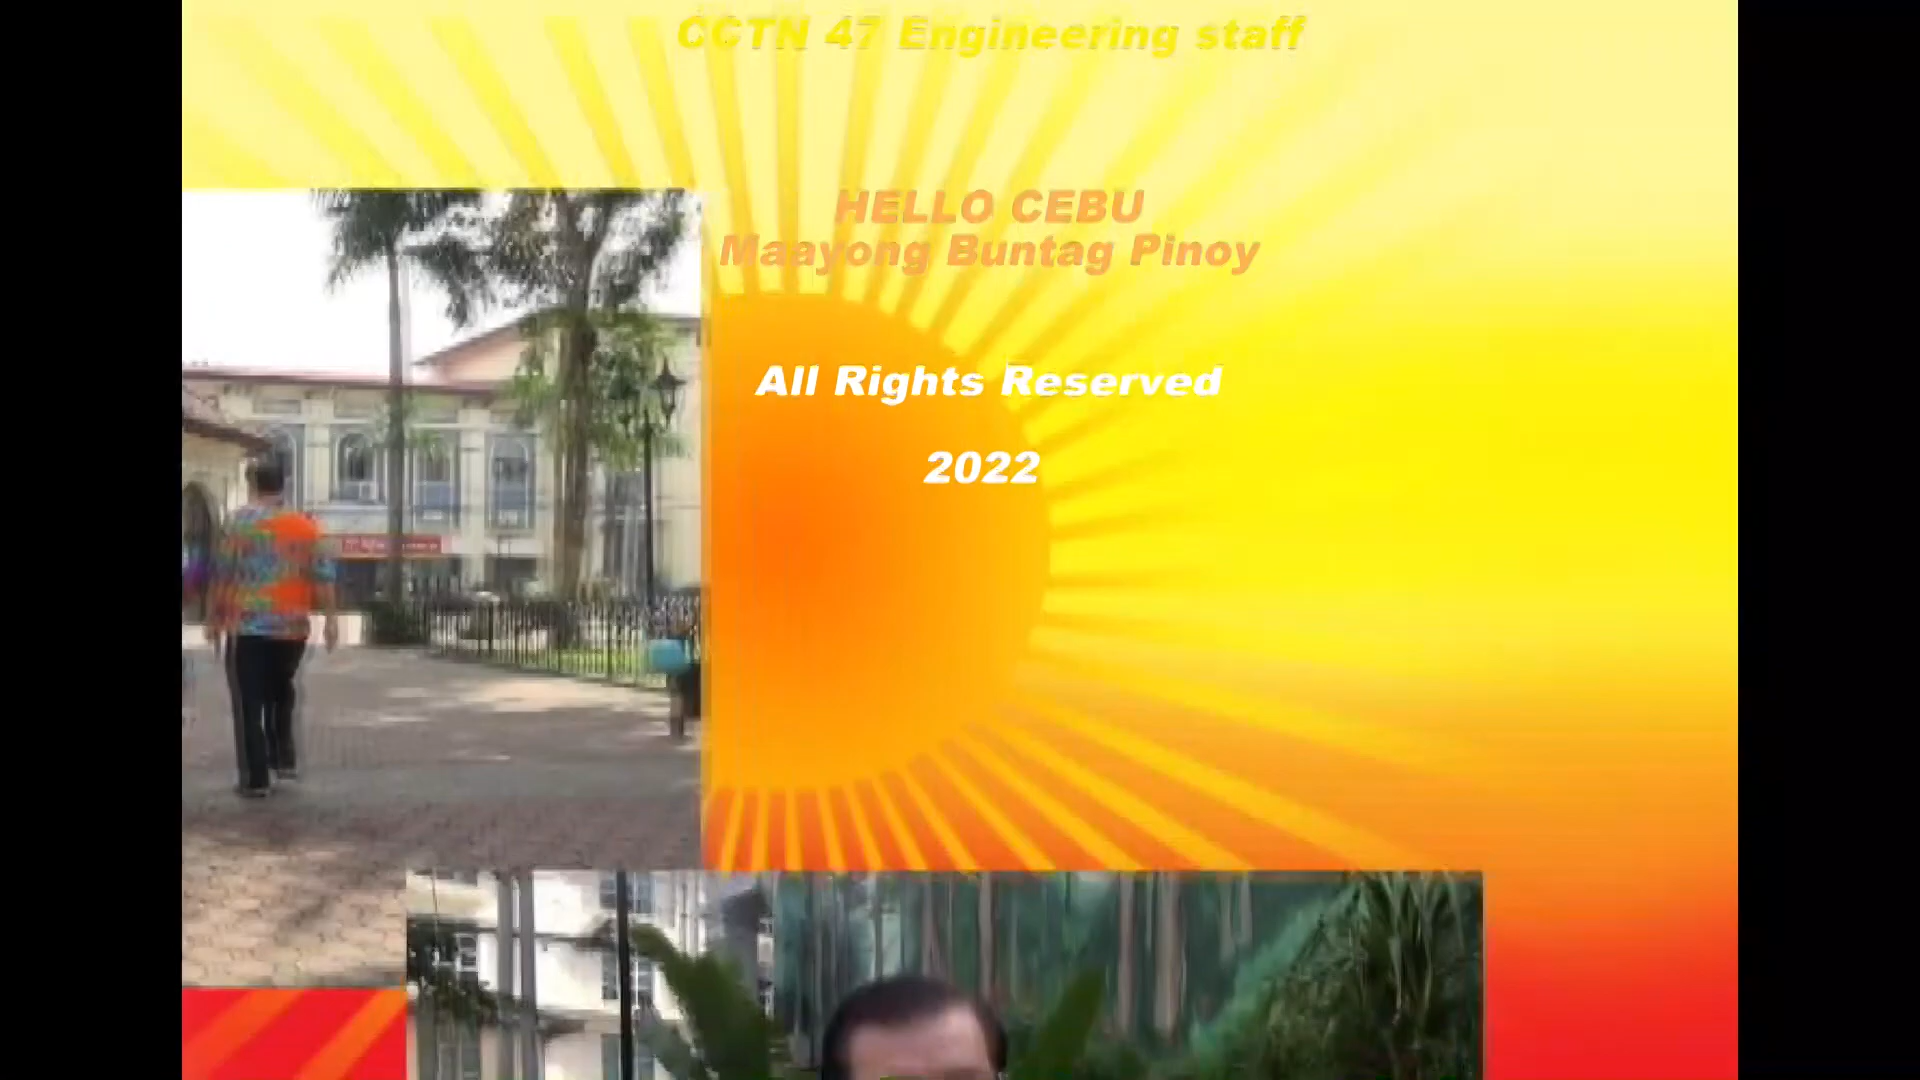 CCTN 47 Engineering staff
HELLO CEBU
Maayong Buntag Pinoy
All Rights Reserved
2022